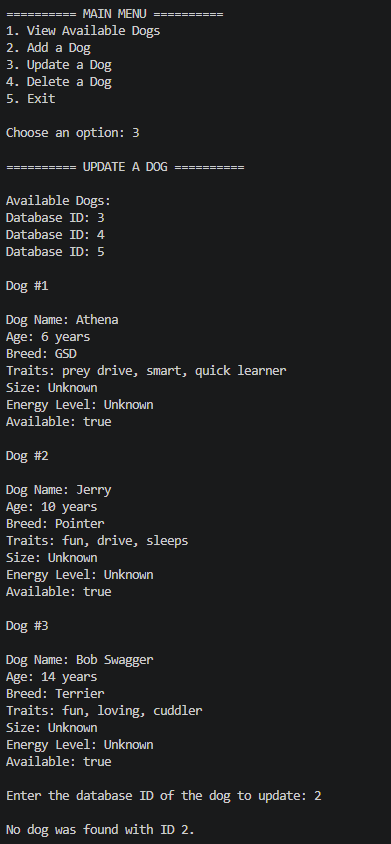 ========== MAIN MENU ==========
1. View Available Dogs
2. Add a Dog
3. Update a Dog
4. Delete a Dog
5. Exit
Choose an option: 3
========== UPDATE A DOG ==========
Available Dogs:
Database ID: 3
Database ID: 4
Database ID: 5
Dog #1
Dog Name: Athena
Age: 6 years
Breed: GSD
Traits: prey drive, smart, quick learner
Size: Unknown
Energy Level: Unknown
Available: true
Dog #2
Dog Name: Jerry
Age: 10 years
Breed: Pointer
Traits: fun, drive, sleeps
Size: Unknown
Energy Level: Unknown
Available: true
Dog #3
Dog Name: Bob Swagger
Age: 14 years
Breed: Terrier
Traits: fun, loving, cuddler
Size: Unknown
Energy Level: Unknown
Available: true
Enter the database ID of the dog to update: 2
No dog was found with ID 2.